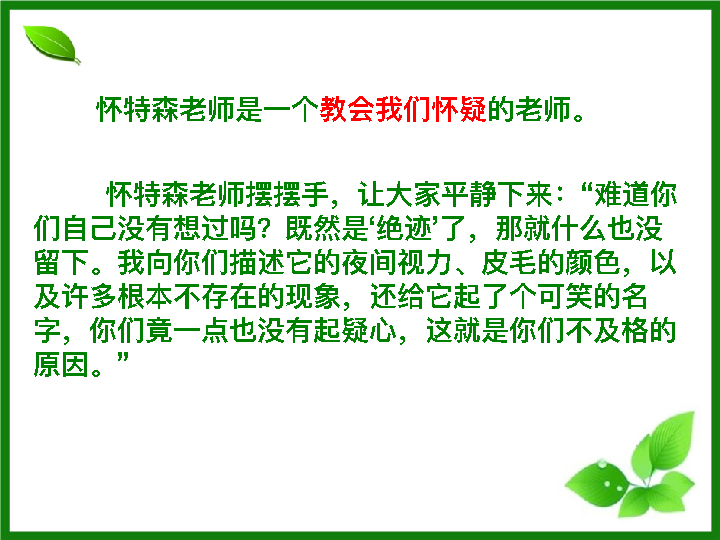 怀特森老师是一个教会我们怀疑的老师。
怀特森老师摆摆手，让大家平静下来：“难道你
们自己没有想过吗？既然是‘绝迹’了，那就什么也没
留下。我向你们描述它的夜间视力、皮毛的颜色，以
及许多根本不存在的现象，还给它起了个可笑的名
字，你们竟一点也没有起疑心，这就是你们不及格的
原因。”